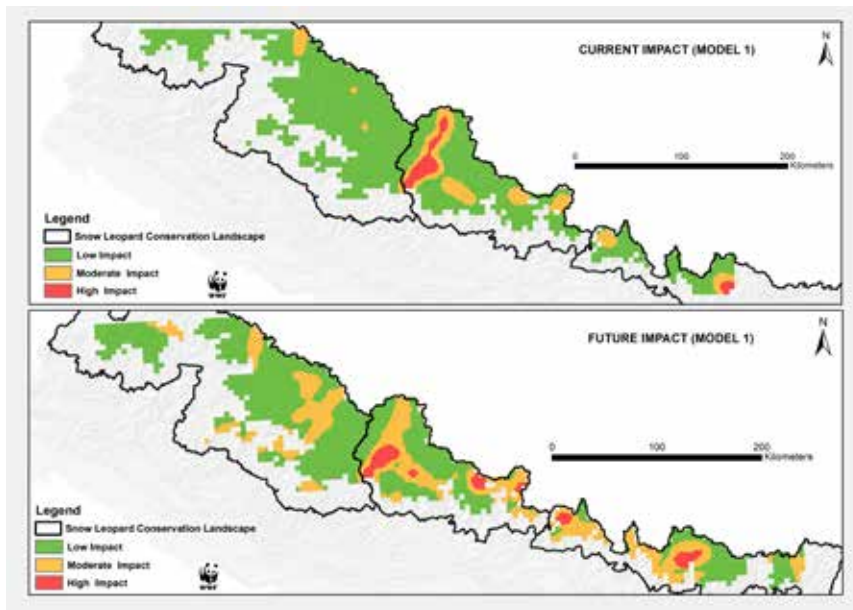 CURRENT IMPACT (MODEL 1)
N
0 100 200
Kilometers
Legend
Snow Leopard Conservation Landscape
Low Impact
Moderate Impact
High Impact
WWF
FUTURE IMPACT (MODEL 1)
N
0 100 200
Kilometers
Legend
Snow Leopard Conservation Landscape
Low Impact
Moderate Impact
High Impact
WWF